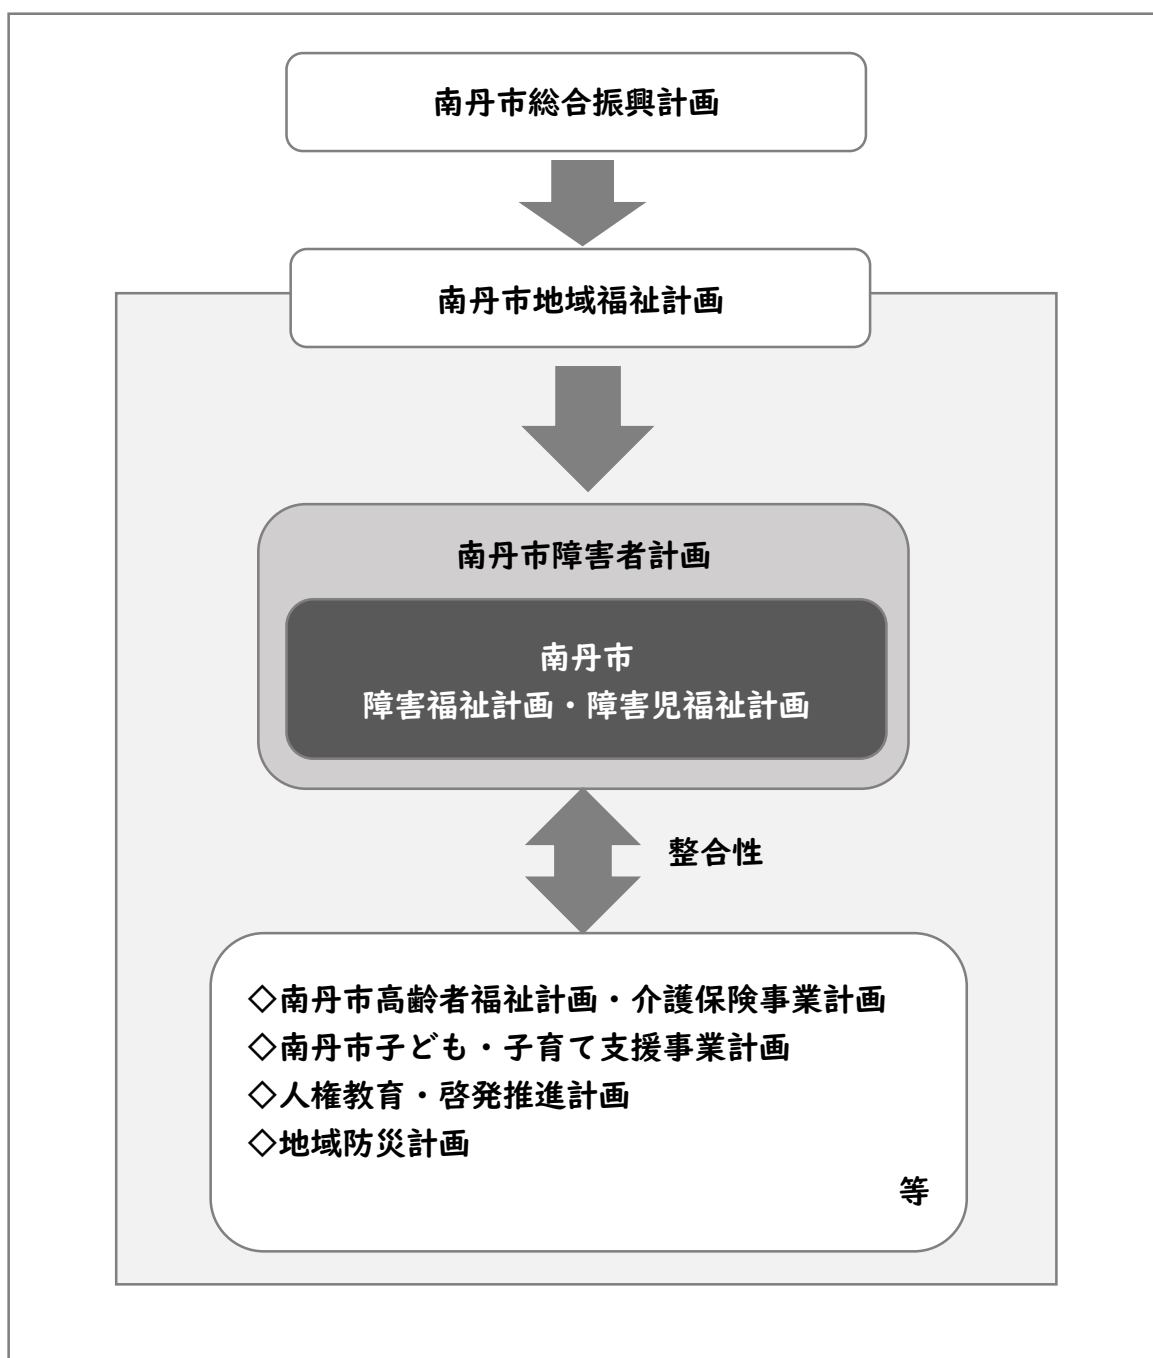 南丹市総合振興計画
南丹市地域福祉計画
南丹市障害者計画
南丹市
障害福祉計画・障害児福祉計画
整合性
◇南丹市高齢者福祉計画・介護保険事業計画
◇南丹市子ども・子育て支援事業計画
◇人権教育・啓発推進計画
◇地域防災計画
等